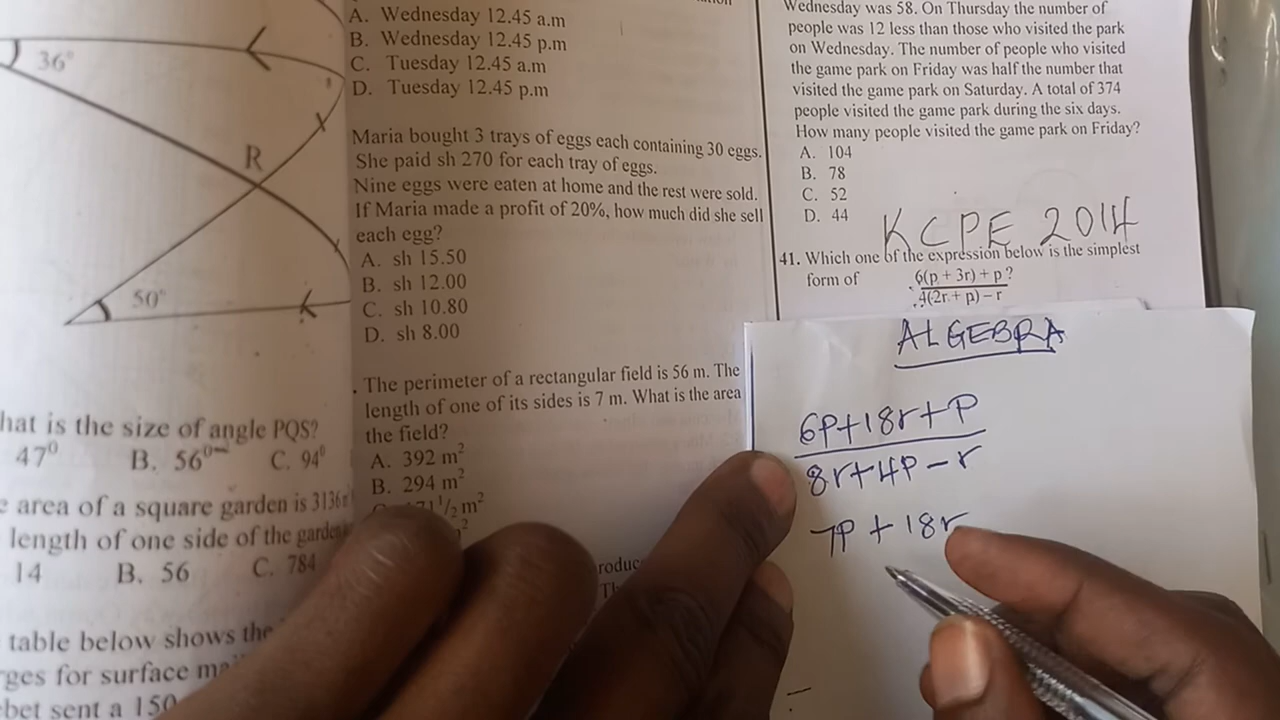 36°
R
50°
hat is the size of angle PQS?
47⁰ B. 56⁰ C. 94⁰
e area of a square garden is 3136
length of one side of the garden
14 B. 56 C. 784
table below shows the
rges for surface
bet sent a 150
A. Wednesday 12.45 a.m
B. Wednesday 12.45 p.m
C. Tuesday 12.45 a.m
D. Tuesday 12.45 p.m
Maria bought 3 trays of eggs each containing 30 eggs.
She paid sh 270 for each tray of eggs.
Nine eggs were eaten at home and the rest were sold.
If Maria made a profit of 20%, how much did she sell
each egg?
A. sh 15.50
B. sh 12.00
C. sh 10.80
D. sh 8.00
. The perimeter of a rectangular field is 56 m. The
length of one of its sides is 7 m. What is the area
the field?
A. 392 m²
B. 294 m²
½ m²
Wednesday was 58. On Thursday the number of
people was 12 less than those who visited the park
on Wednesday. The number of people who visited
the game park on Friday was half the number that
visited the game park on Saturday. A total of 374
people visited the game park during the six days.
How many people visited the game park on Friday?
A. 104
B. 78
C. 52
D. 44
KCPE 2014
41. Which one of the expression below is the simplest
form of 6(p + 3r) + p ?
4(2r + p) – r
ALGEBRA
6P+18r+P
8r+4P-r
7P + 18r